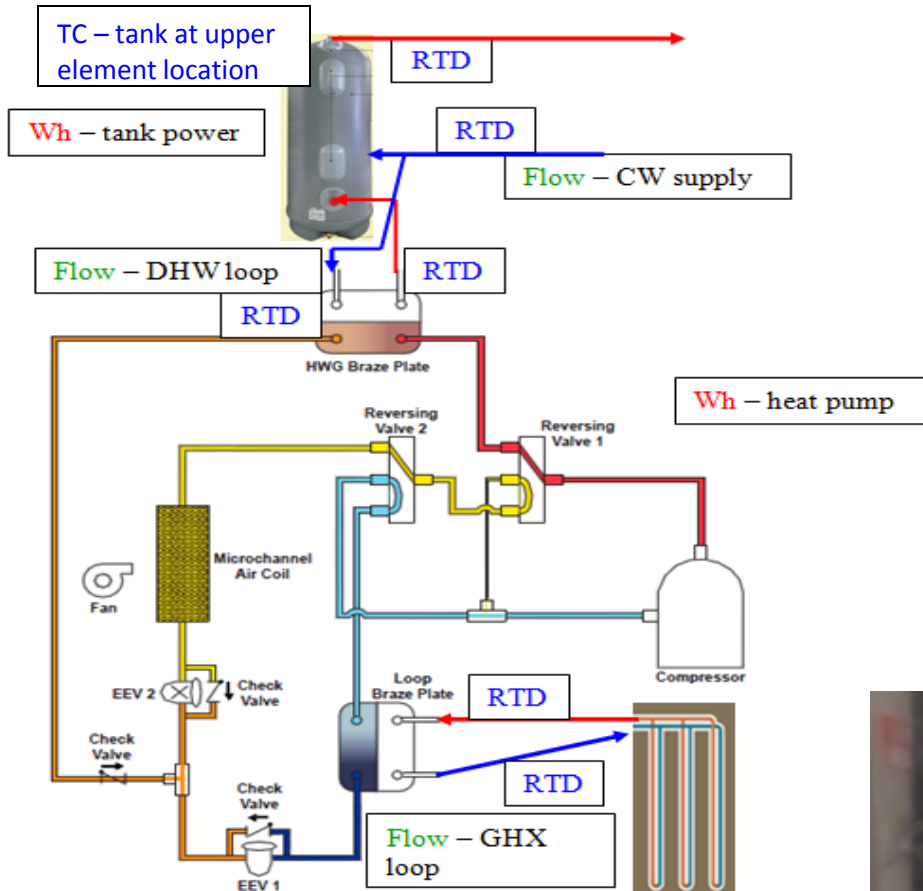 TC – tank at upper
element location
RTD
Wh – tank power
RTD
Flow – CW supply
Flow – DHW loop
RTD
RTD
HWG Braze Plate
Wh – heat pump
Reversing
Valve 2
Reversing
Valve 1
Microchannel
Air Coil
Fan
Compressor
EEV 2
Check
Valve
Loop
Braze Plate
RTD
Check
Valve
RTD
Check
Valve
Flow – GHX
loop
EEV 1